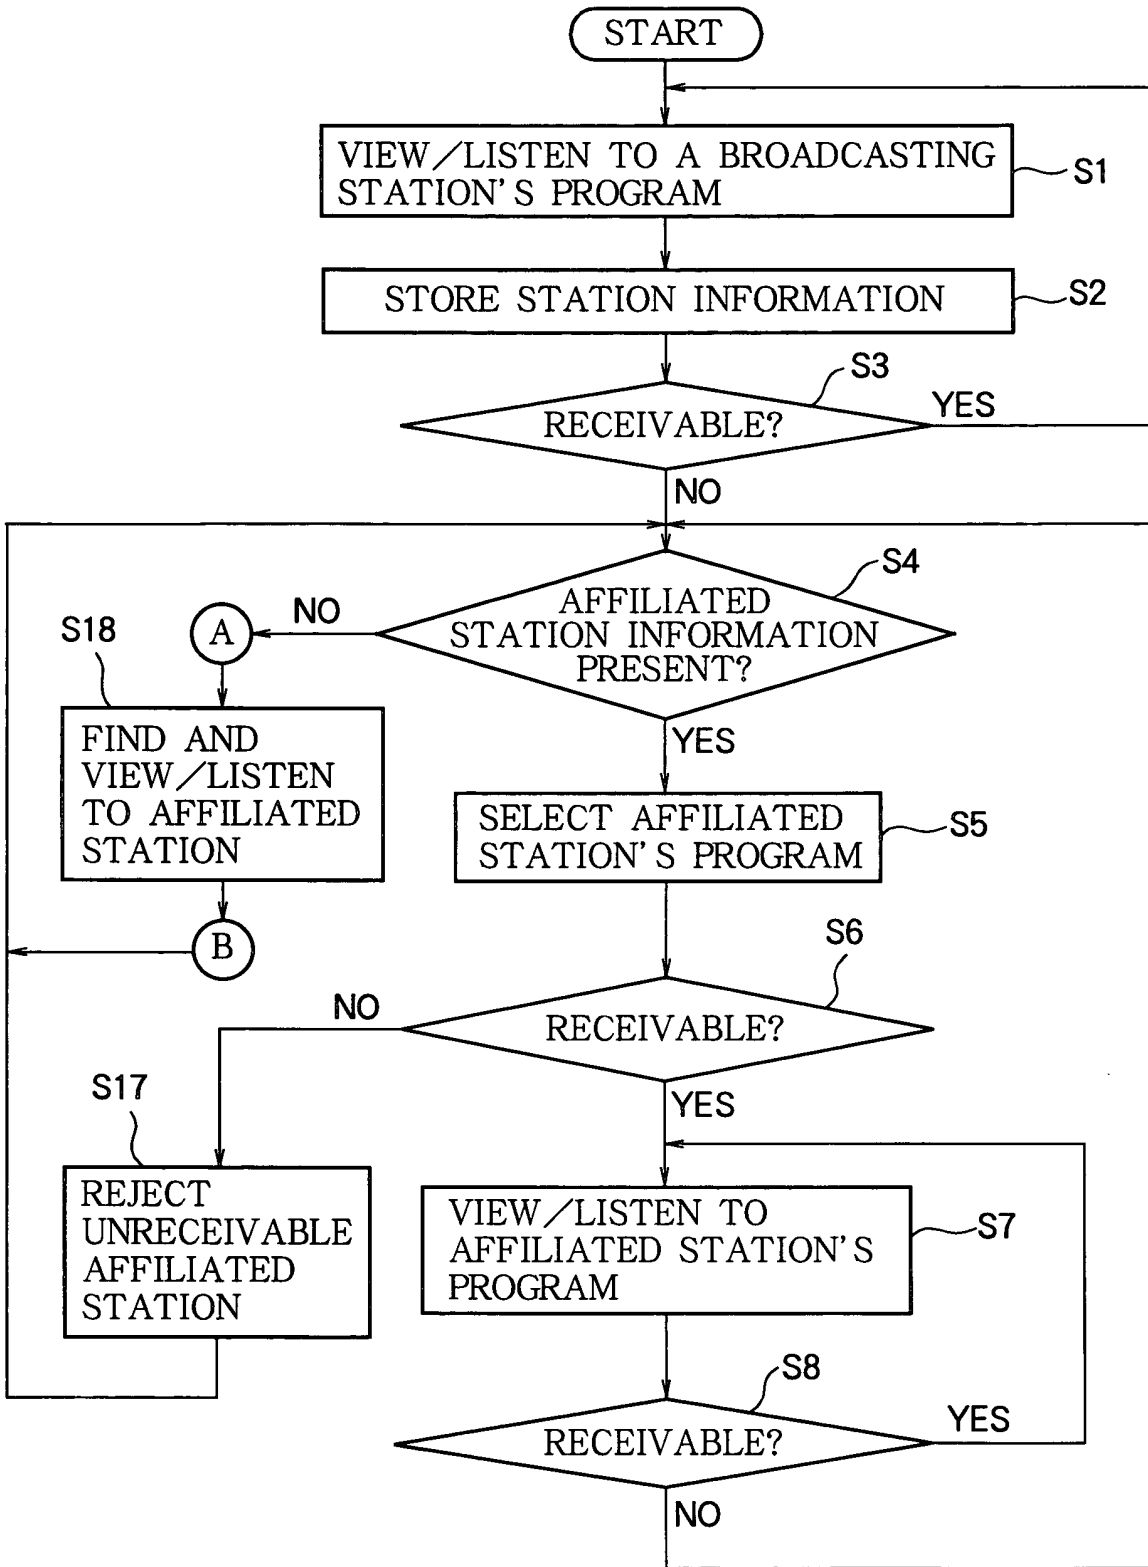 START
VIEW/LISTEN TO A BROADCASTING
STATION'S PROGRAM
S1
STORE STATION INFORMATION
S2
S3
RECEIVABLE?
YES
NO
S4
AFFILIATED
STATION INFORMATION
PRESENT?
NO
A
S18
YES
FIND AND
VIEW/LISTEN
TO AFFILIATED
STATION
SELECT AFFILIATED
STATION'S PROGRAM
S5
B
S6
RECEIVABLE?
NO
YES
S17
REJECT
UNRECEIVABLE
AFFILIATED
STATION
VIEW/LISTEN TO
AFFILIATED STATION'S
PROGRAM
S7
S8
RECEIVABLE?
YES
NO